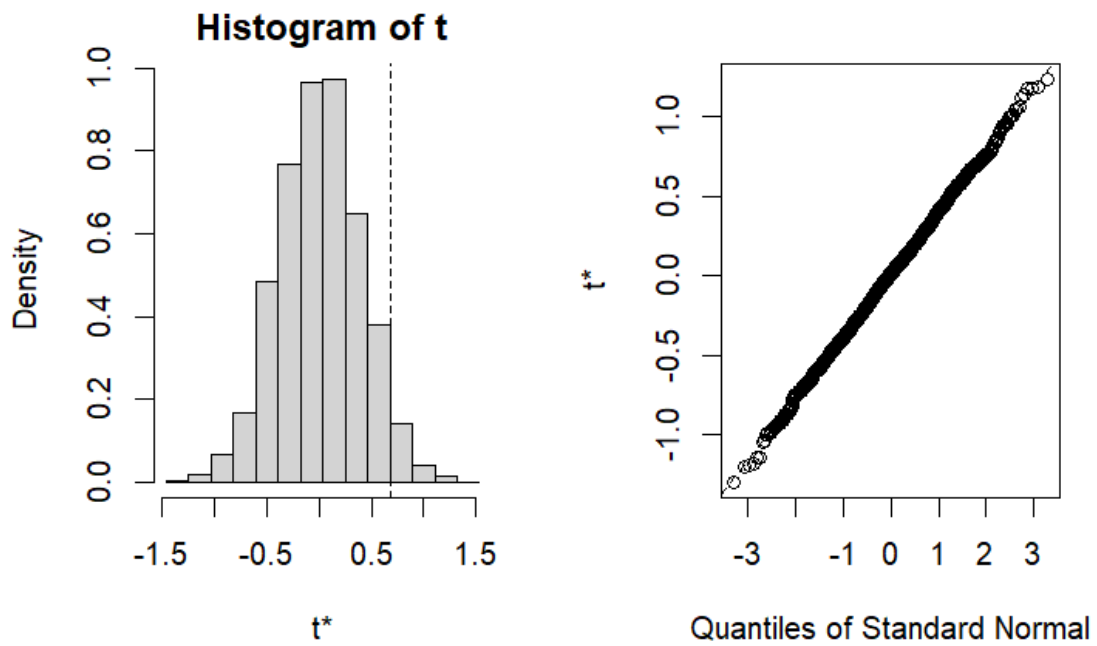 Histogram of t
Density
0.0 0.2 0.4 0.6 0.8 1.0
-1.5 -0.5 0.5 1.5
t*
t*
-1.0 -0.5 0.0 0.5 1.0
-3 -1 0 1 2 3
Quantiles of Standard Normal